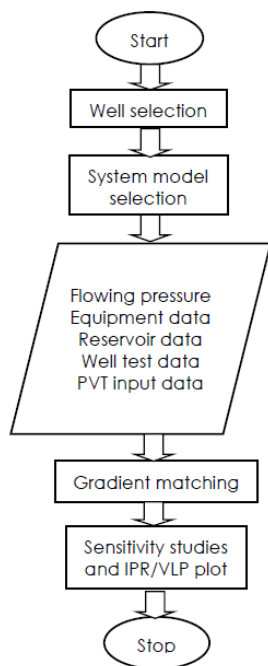 Start
Well selection
System model
selection
Flowing pressure
Equipment data
Reservoir data
Well test data
PVT input data
Gradient matching
Sensitivity studies
and IPR/VLP plot
Stop